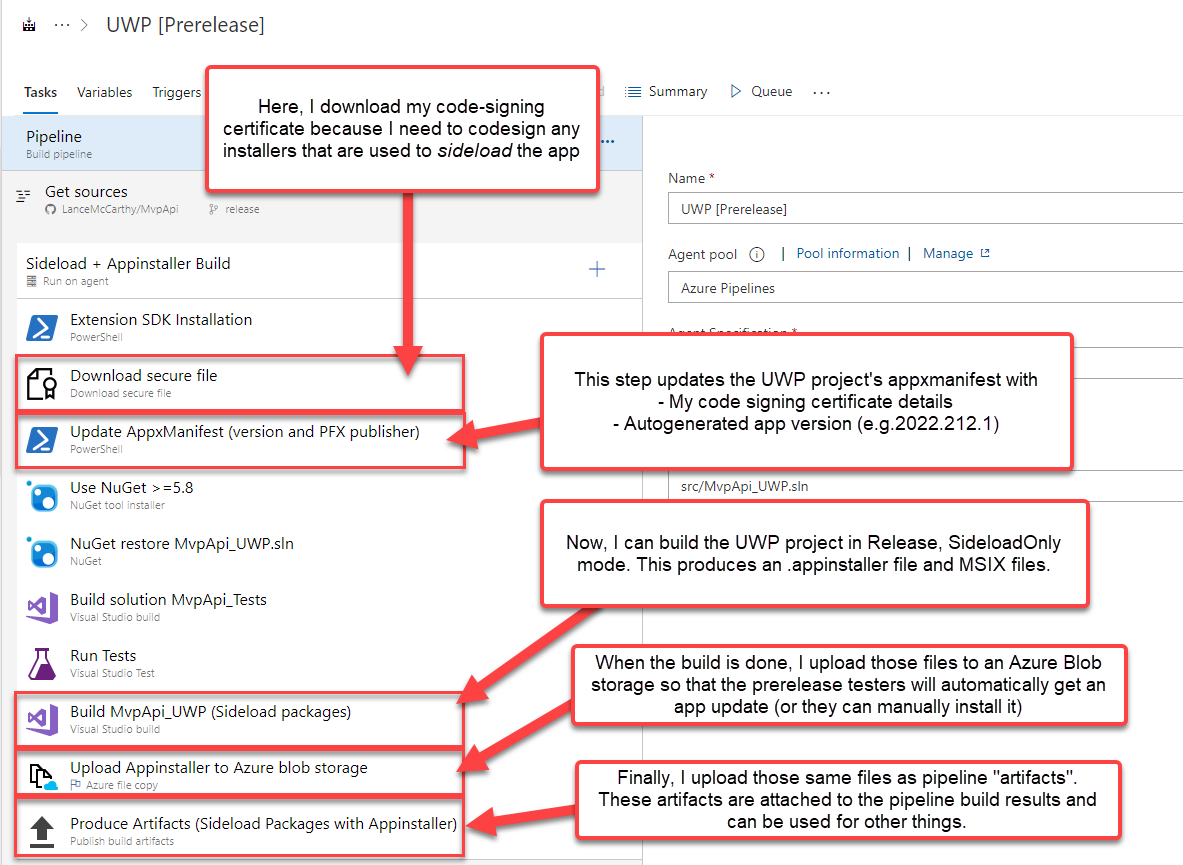 ··· > UWP [Prerelease]
Tasks Variables Triggers
Summary Queue ···
Here, I download my code-signing
certificate because I need to codesign any
installers that are used to sideload the app
Pipeline
Build pipeline
···
Get sources
LanceMcCarthy/MvpApi release
Name *
UWP [Prerelease]
Agent pool | Pool information | Manage
Azure Pipelines
Agent Specification *
Sideload + Appinstaller Build
Run on agent
Extension SDK Installation
PowerShell
Download secure file
Download secure file
This step updates the UWP project's appxmanifest with
- My code signing certificate details
- Autogenerated app version (e.g.2022.212.1)
Update AppxManifest (version and PFX publisher)
PowerShell
src/MvpApi_UWP.sln
Use NuGet >=5.8
NuGet tool installer
Now, I can build the UWP project in Release, SideloadOnly
mode. This produces an .appinstaller file and MSIX files.
NuGet restore MvpApi_UWP.sln
NuGet
Build solution MvpApi_Tests
Visual Studio build
Run Tests
Visual Studio Test
When the build is done, I upload those files to an Azure Blob
storage so that the prerelease testers will automatically get an
app update (or they can manually install it)
Build MvpApi_UWP (Sideload packages)
Visual Studio build
Upload Appinstaller to Azure blob storage
Azure file copy
Finally, I upload those same files as pipeline "artifacts".
These artifacts are attached to the pipeline build results and
can be used for other things.
Produce Artifacts (Sideload Packages with Appinstaller)
Publish build artifacts